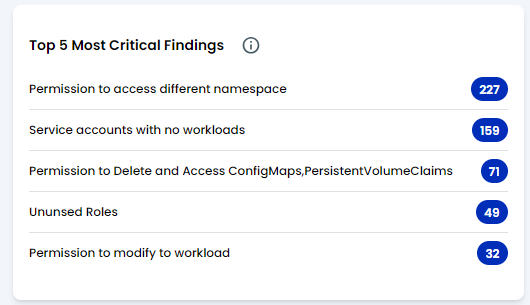 Top 5 Most Critical Findings
Permission to access different namespace 227
Service accounts with no workloads 159
Permission to Delete and Access ConfigMaps,PersistentVolumeClaims 71
Ununsed Roles 49
Permission to modify to workload 32